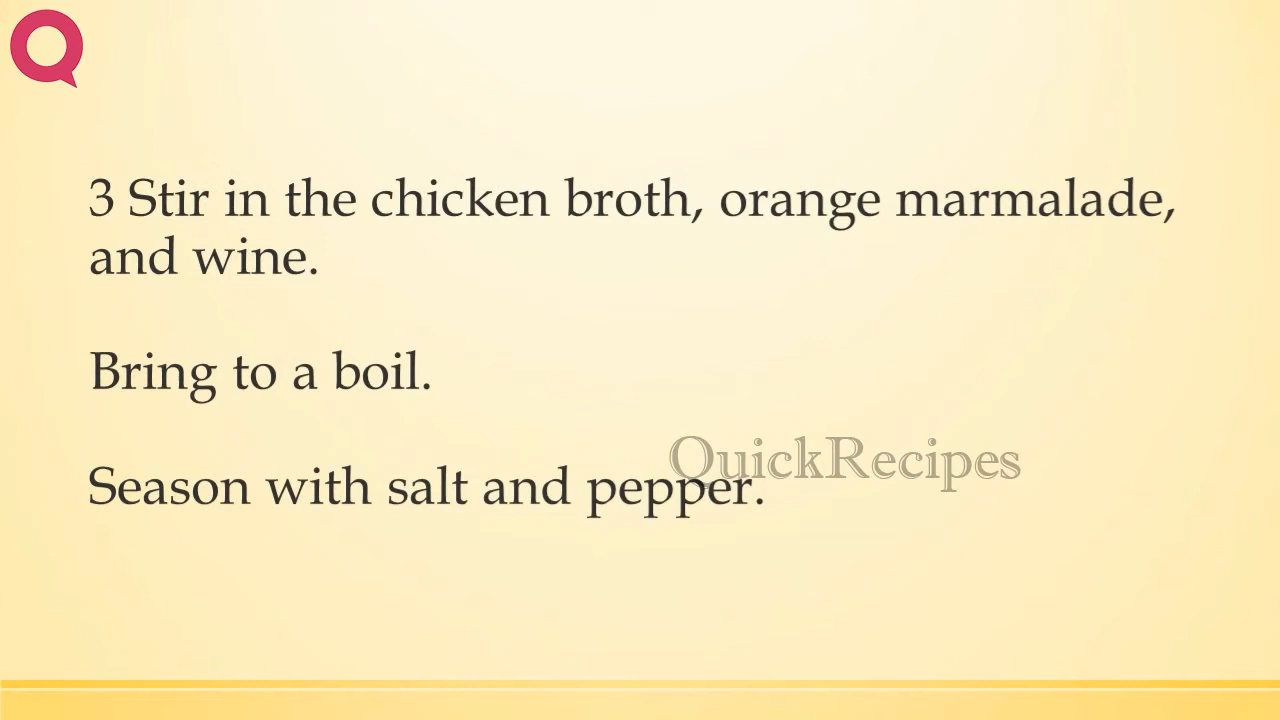 3 Stir in the chicken broth, orange marmalade,
and wine.
Bring to a boil.
QuickRecipes
Season with salt and pepper.